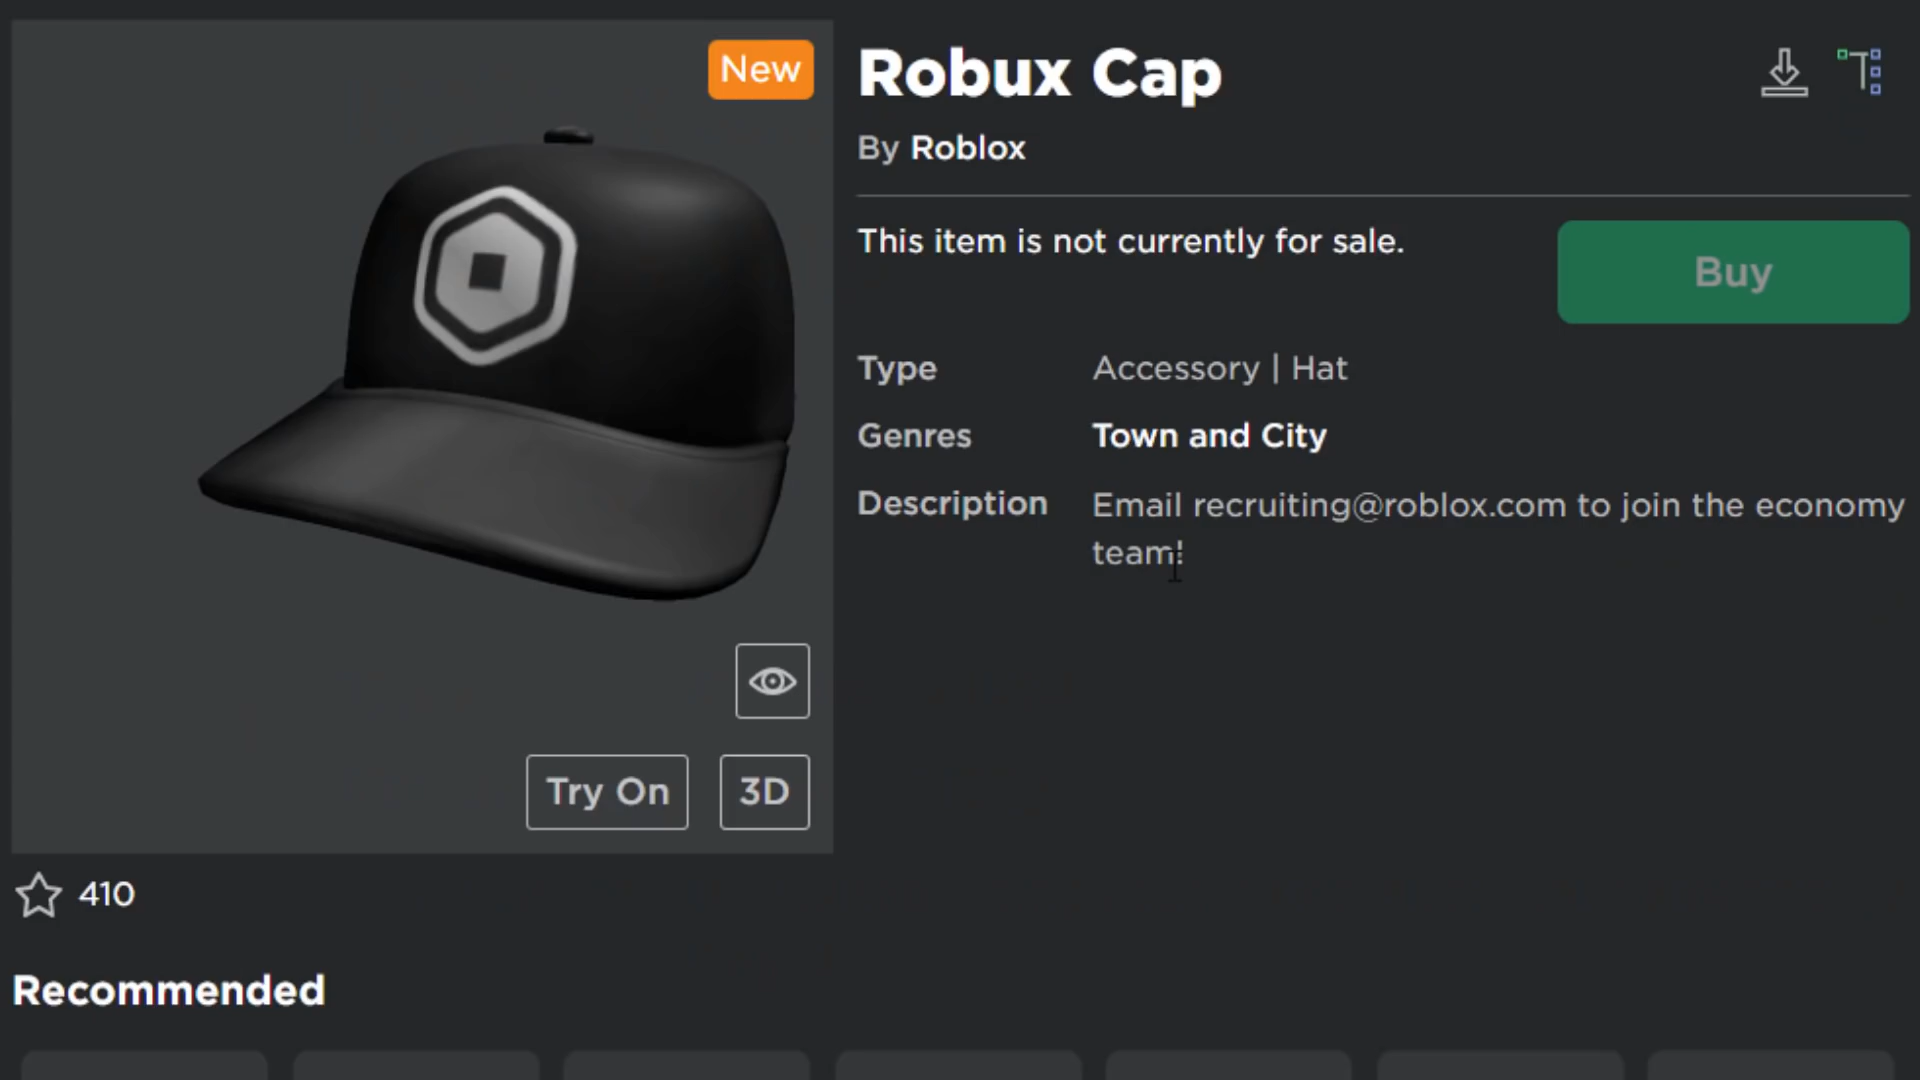 New
Robux Cap
By Roblox
This item is not currently for sale.
Buy
Type Accessory | Hat
Genres Town and City
Description Email recruiting@roblox.com to join the economy
team!
Try On
3D
410
Recommended